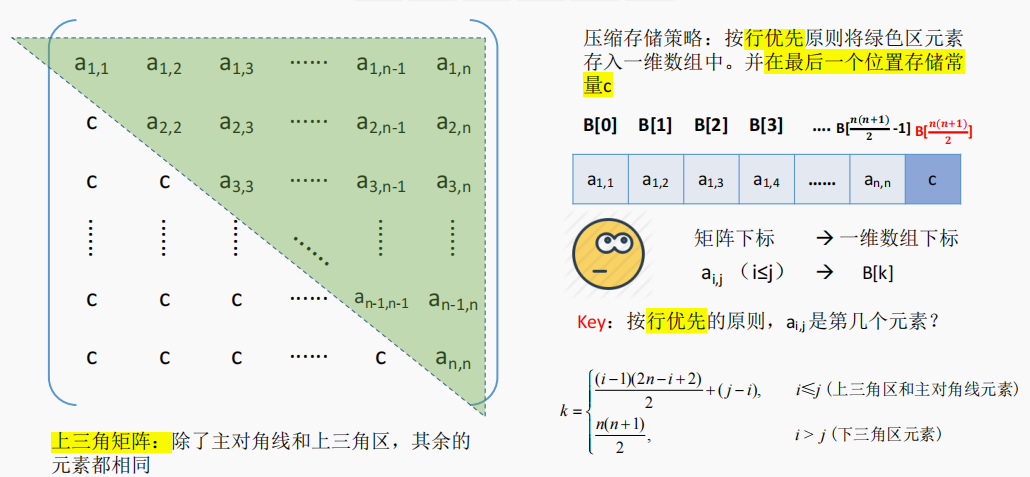 a1,1 a1,2 a1,3 …… a1,n-1 a1,n
c a2,2 a2,3 …… a2,n-1 a2,n
c c a3,3 …… a3,n-1 a3,n
c c c …… an-1,n-1 an-1,n
c c c …… c an,n
上三角矩阵：除了主对角线和上三角区，其余的
元素都相同
压缩存储策略：按行优先原则将绿色区元素
存入一维数组中。并在最后一个位置存储常
量c
B[0] B[1] B[2] B[3] .... B[n(n+1)/2 -1] B[n(n+1)/2]
a1,1 a1,2 a1,3 a1,4 …… an,n c
矩阵下标 → 一维数组下标
ai,j （i≤j） → B[k]
Key：按行优先的原则，ai,j是第几个元素？
k = { (i−1)(2n−i+2)/2 + (j−i), i≤j (上三角区和主对角线元素)
n(n+1)/2, i > j (下三角区元素)